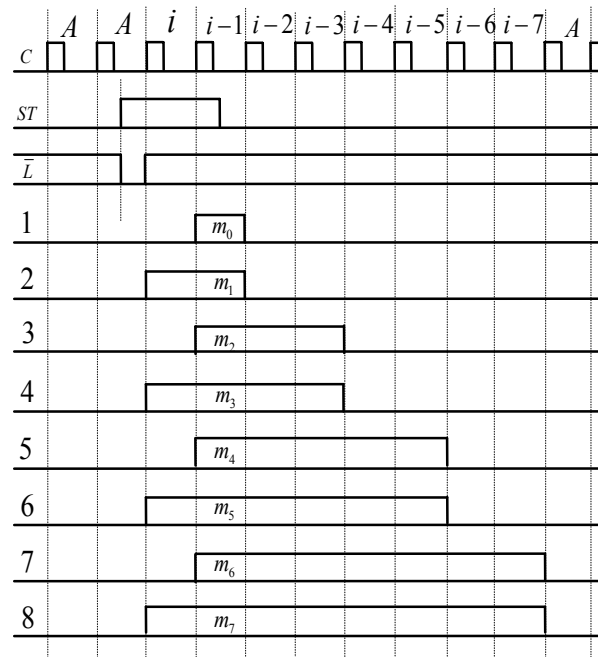 A A i i−1 i−2 i−3 i−4 i−5 i−6 i−7 A
C
ST
L̅
1 m₀
2 m₁
3 m₂
4 m₃
5 m₄
6 m₅
7 m₆
8 m₇